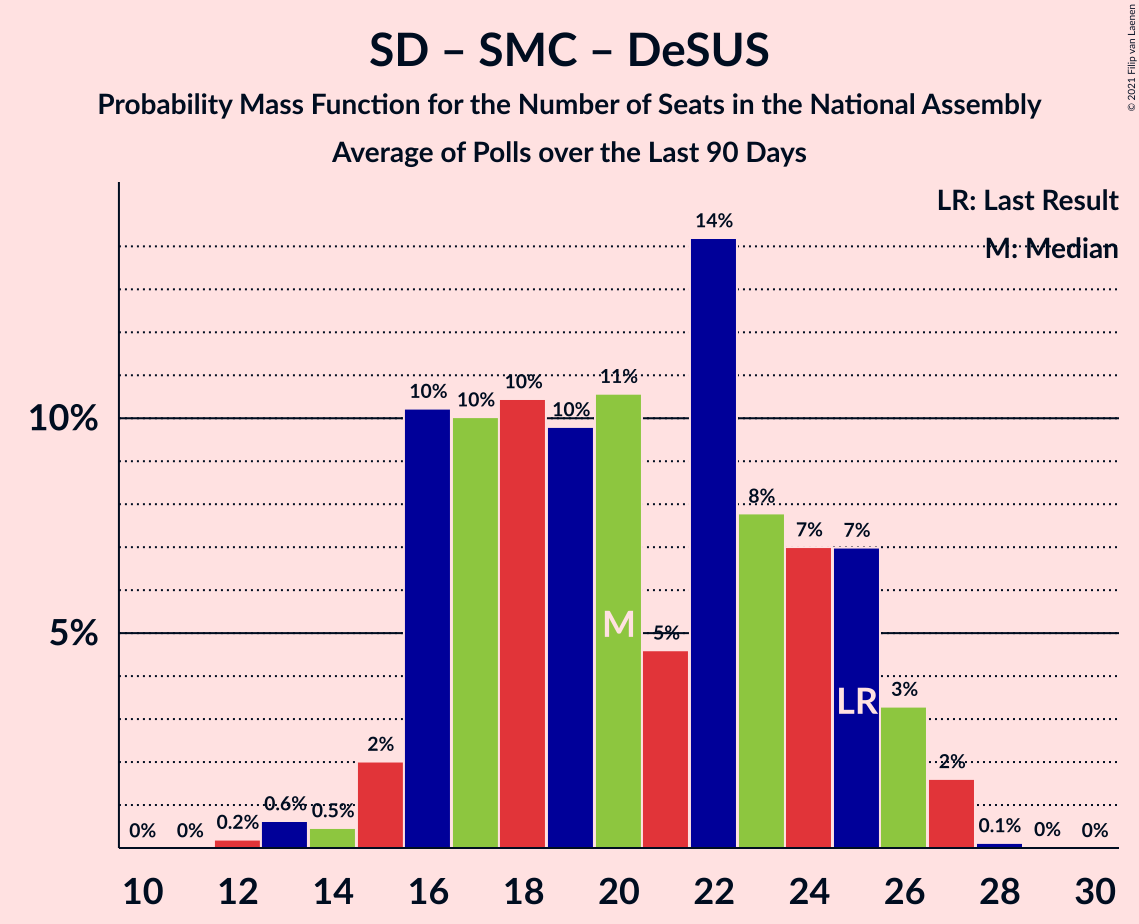 SD – SMC – DeSUS
Probability Mass Function for the Number of Seats in the National Assembly
Average of Polls over the Last 90 Days
© 2021 Filip van Laenen
LR: Last Result
M: Median
10%
5%
0%
0%
0.2%
0.6%
0.5%
2%
10%
10%
10%
10%
11%
5%
14%
8%
7%
7%
3%
2%
0.1%
0%
0%
M
LR
10 12 14 16 18 20 22 24 26 28 30